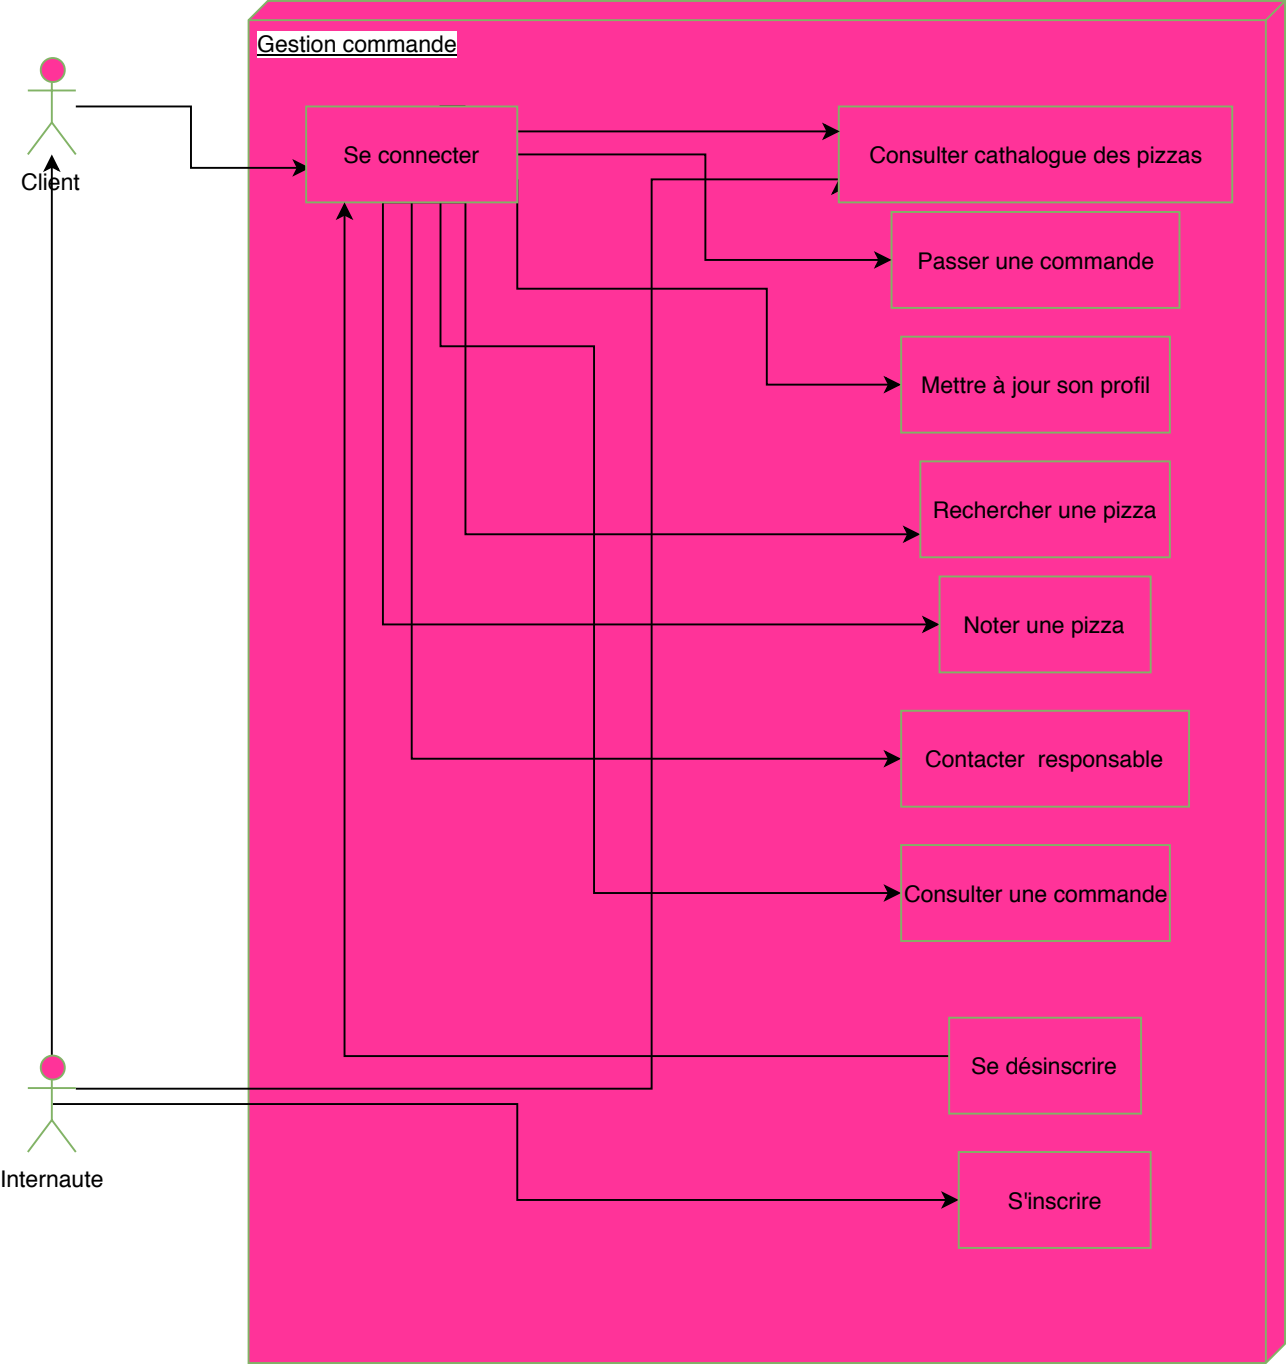 Gestion commande
Client
Se connecter
Consulter cathalogue des pizzas
Passer une commande
Mettre à jour son profil
Rechercher une pizza
Noter une pizza
Contacter  responsable
Consulter une commande
Se désinscrire
Internaute
S'inscrire